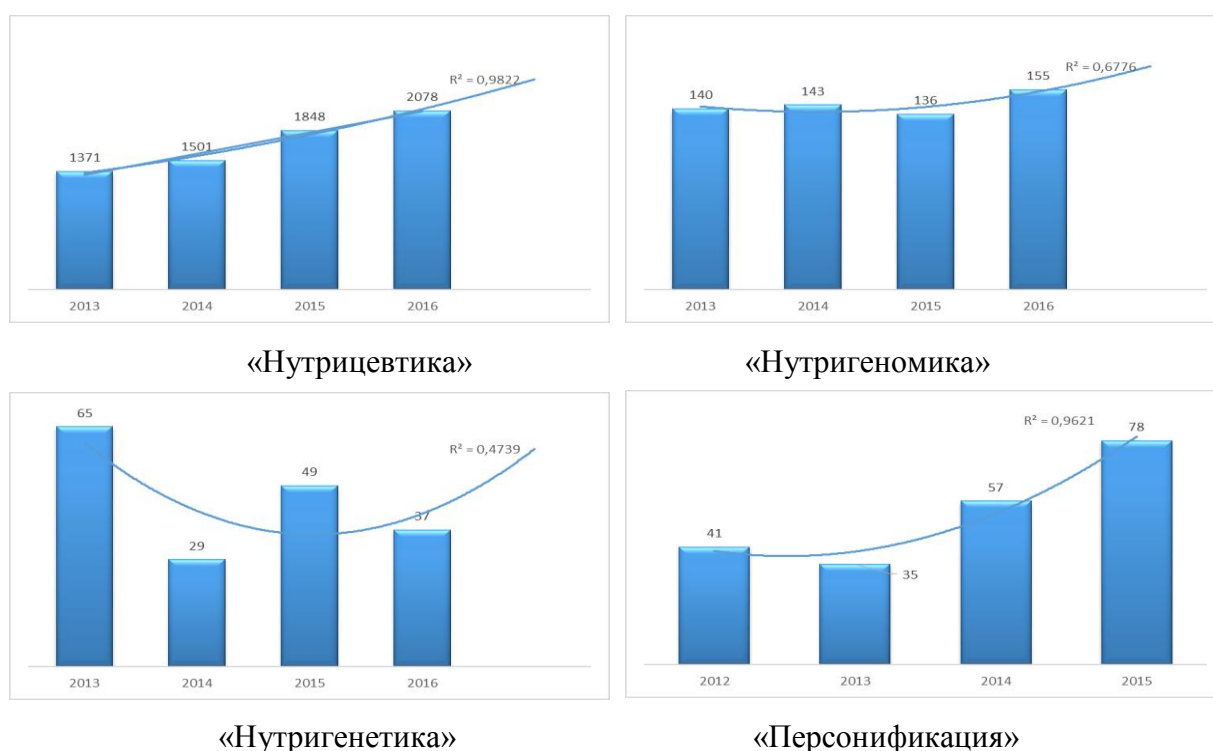 R² = 0,9822
2078
1848
1501
1371
2013 2014 2015 2016
R² = 0,6776
155
140 143 136
2013 2014 2015 2016
«Нутрицевтика» «Нутригеномика»
65
R² = 0,4739
49
37
29
2013 2014 2015 2016
R² = 0,9621
78
57
41
35
2012 2013 2014 2015
«Нутригенетика» «Персонификация»